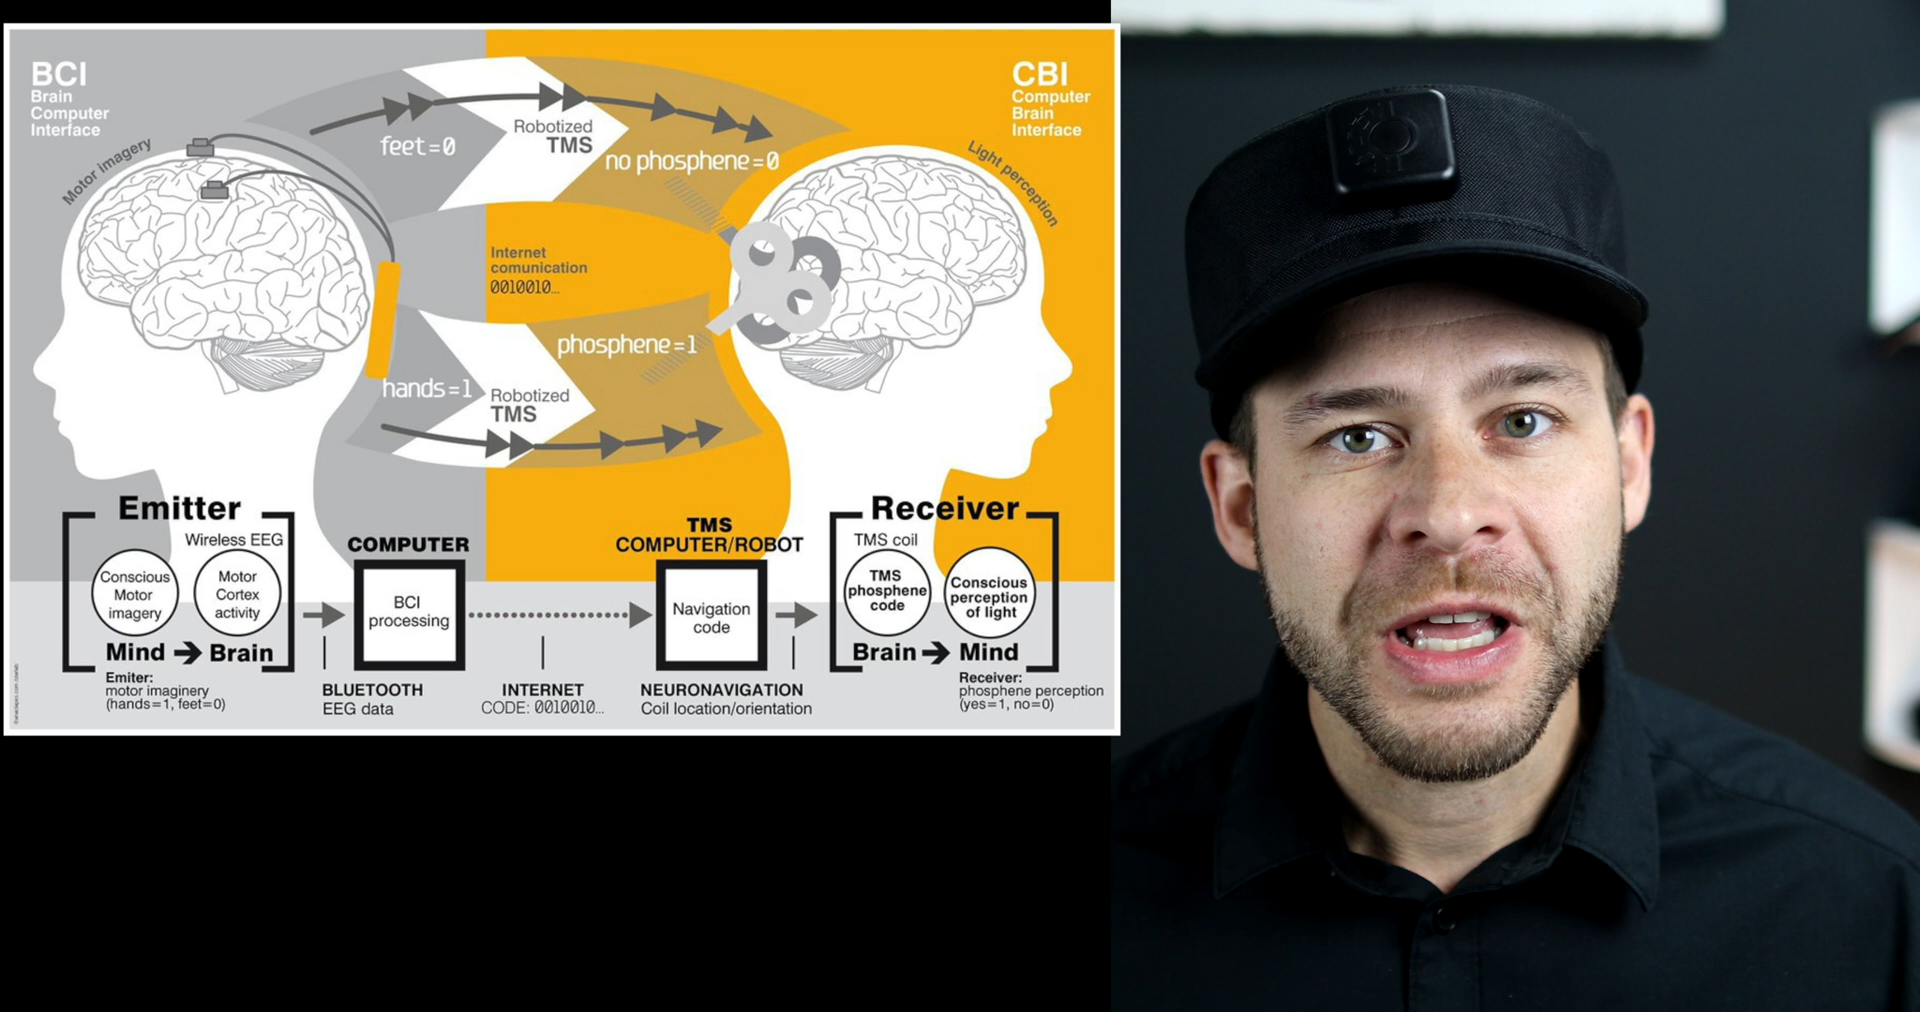 BCI
Brain
Computer
Interface
CBI
Computer
Brain
Interface
Motor imagery
Light perception
feet=0
Robotized
TMS
no phosphene=0
Internet
comunication
0010010...
phosphene=1
hands=1
Robotized
TMS
Emitter
Wireless EEG
Conscious
Motor
imagery
Motor
Cortex
activity
Mind
Brain
Emiter:
motor imaginery
(hands=1, feet=0)
COMPUTER
BCI
processing
BLUETOOTH
EEG data
INTERNET
CODE: 0010010...
TMS
COMPUTER/ROBOT
Navigation
code
NEURONAVIGATION
Coil location/orientation
Receiver
TMS coil
TMS
phosphene
code
Conscious
perception
of light
Brain
Mind
Receiver:
phosphene perception
(yes=1, no=0)